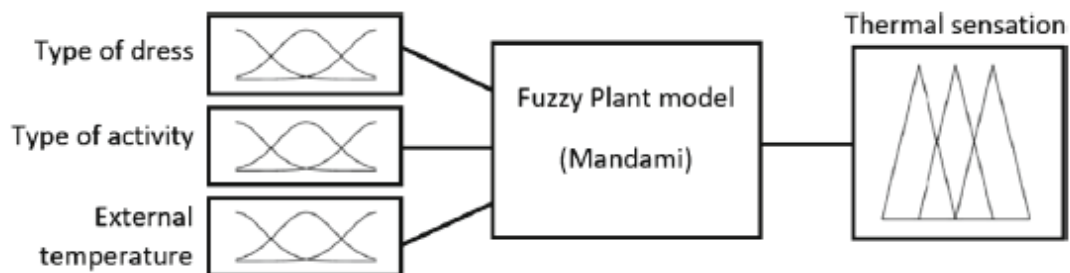 Type of dress
Type of activity
External
temperature
Fuzzy Plant model
(Mandami)
Thermal sensation